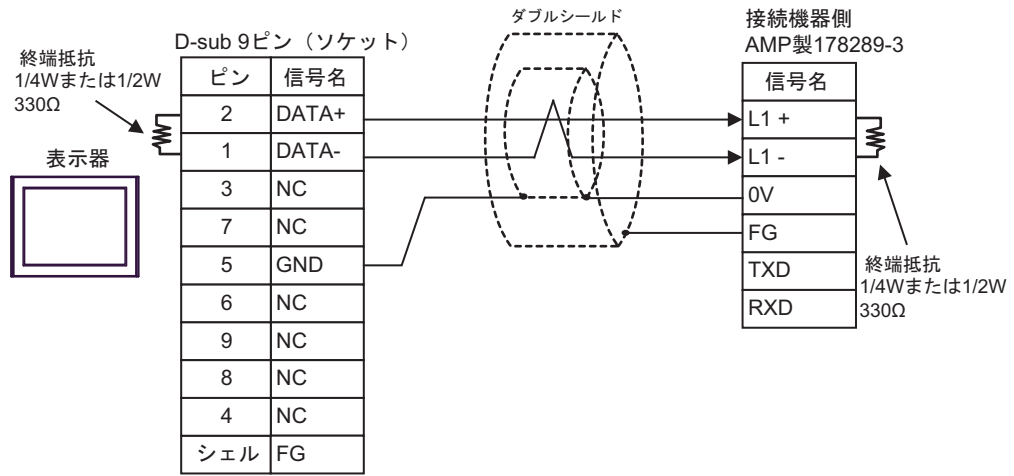 ダブルシールド
接続機器側
AMP製178289-3
D-sub 9ピン（ソケット）
終端抵抗
1/4Wまたは1/2W
330Ω
表示器
ピン 信号名
2 DATA+
1 DATA-
3 NC
7 NC
5 GND
6 NC
9 NC
8 NC
4 NC
シェル FG
信号名
L1 +
L1 -
0V
FG
TXD
RXD
終端抵抗
1/4Wまたは1/2W
330Ω